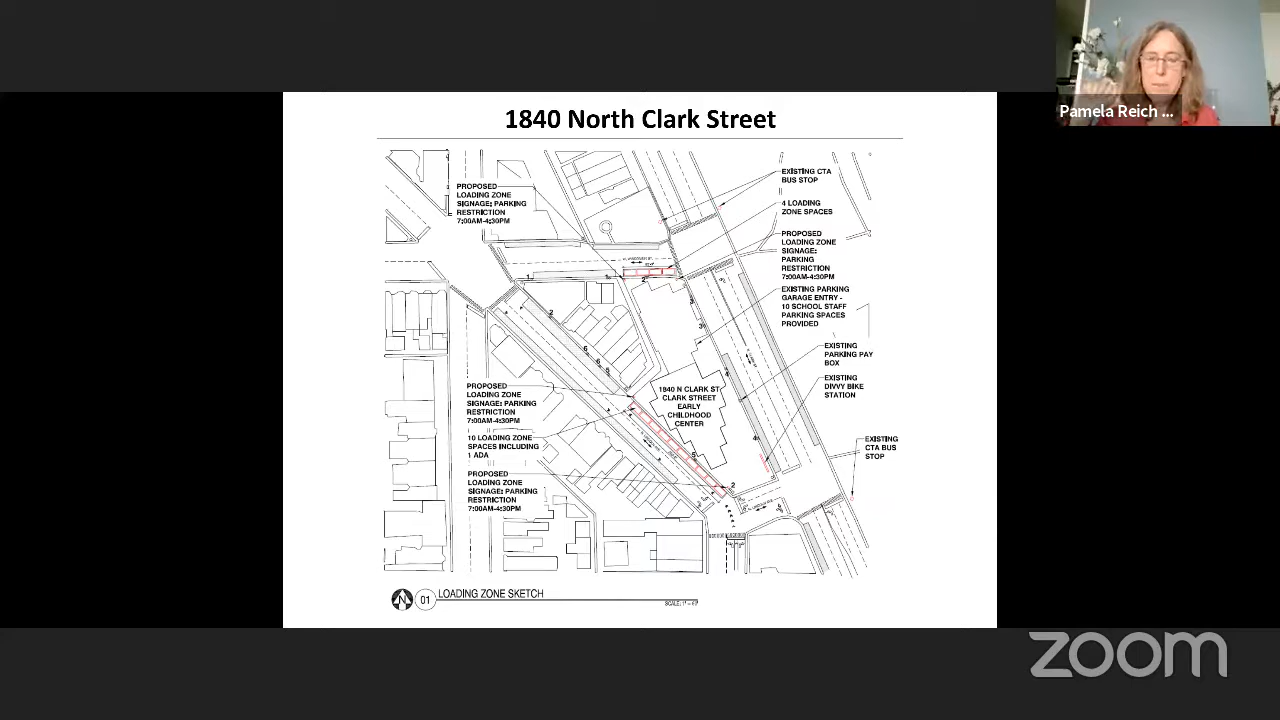 Pamela Reich ...
1840 North Clark Street
PROPOSED
LOADING ZONE
SIGNAGE; PARKING
RESTRICTION
7:00AM-4:30PM
EXISTING CTA
BUS STOP
4 LOADING
ZONE SPACES
PROPOSED
LOADING ZONE
SIGNAGE;
PARKING
RESTRICTION
7:00AM-4:30PM
EXISTING PARKING
GARAGE ENTRY -
10 SCHOOL STAFF
PARKING SPACES
PROVIDED
EXISTING
PARKING PAY
BOX
EXISTING
DIVVY BIKE
STATION
1840 N CLARK ST
CLARK STREET
EARLY
CHILDHOOD
CENTER
PROPOSED
LOADING ZONE
SIGNAGE; PARKING
RESTRICTION
7:00AM-4:30PM
10 LOADING ZONE
SPACES INCLUDING
1 ADA
EXISTING
CTA BUS
STOP
PROPOSED
LOADING ZONE
SIGNAGE; PARKING
RESTRICTION
7:00AM-4:30PM
N
01
LOADING ZONE SKETCH
zoom